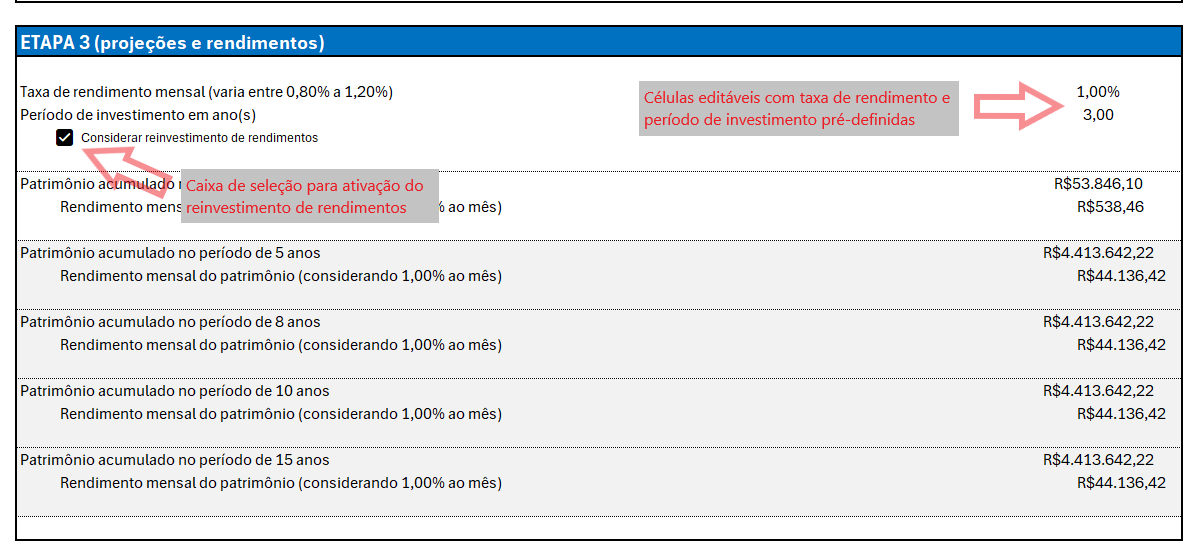 ETAPA 3 (projeções e rendimentos)
Taxa de rendimento mensal (varia entre 0,80% a 1,20%)
1,00%
Período de investimento em ano(s)
3,00
Células editáveis com taxa de rendimento e
período de investimento pré-definidas
Considerar reinvestimento de rendimentos
Caixa de seleção para ativação do
reinvestimento de rendimentos
Patrimônio acumulado
R$53.846,10
Rendimento ao mês)
R$538,46
Patrimônio acumulado no período de 5 anos
R$4.413.642,22
Rendimento mensal do patrimônio (considerando 1,00% ao mês)
R$44.136,42
Patrimônio acumulado no período de 8 anos
R$4.413.642,22
Rendimento mensal do patrimônio (considerando 1,00% ao mês)
R$44.136,42
Patrimônio acumulado no período de 10 anos
R$4.413.642,22
Rendimento mensal do patrimônio (considerando 1,00% ao mês)
R$44.136,42
Patrimônio acumulado no período de 15 anos
R$4.413.642,22
Rendimento mensal do patrimônio (considerando 1,00% ao mês)
R$44.136,42